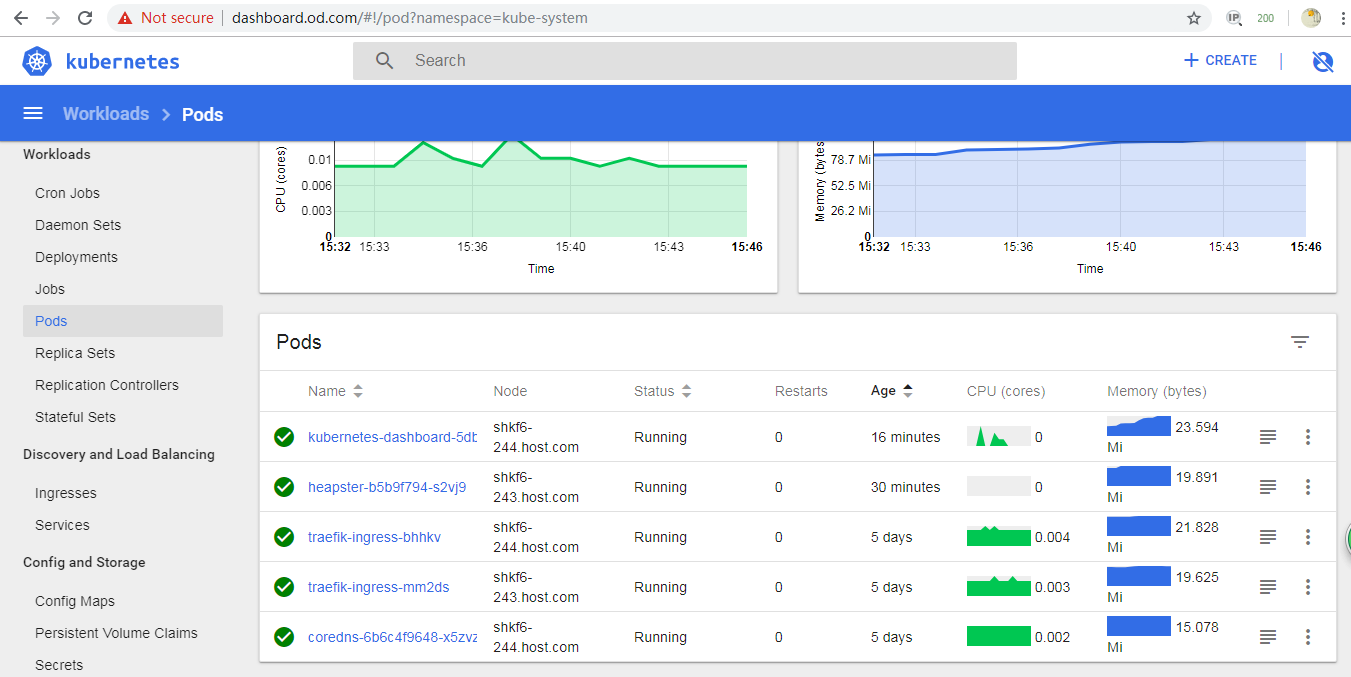 Not secure | dashboard.od.com/#!/pod?namespace=kube-system
IP 200
kubernetes
Search
CREATE
Workloads > Pods
Workloads
Cron Jobs
Daemon Sets
Deployments
Jobs
Pods
Replica Sets
Replication Controllers
Stateful Sets
Discovery and Load Balancing
Ingresses
Services
Config and Storage
Config Maps
Persistent Volume Claims
Secrets
CPU (cores)
0.01
0.006
0.003
0
15:32 15:33 15:36 15:40 15:43 15:46
Time
Memory (bytes
78.7 Mi
52.5 Mi
26.2 Mi
0
15:32 15:33 15:36 15:40 15:43 15:46
Time
Pods
Name Node Status Restarts Age CPU (cores) Memory (bytes)
kubernetes-dashboard-5db shkf6- Running 0 16 minutes 0 23.594
244.host.com Mi
heapster-b5b9f794-s2vj9 shkf6- Running 0 30 minutes 0 19.891
243.host.com Mi
traefik-ingress-bhhkv shkf6- Running 0 5 days 0.004 21.828
244.host.com Mi
traefik-ingress-mm2ds shkf6- Running 0 5 days 0.003 19.625
243.host.com Mi
coredns-6b6c4f9648-x5zvz shkf6- Running 0 5 days 0.002 15.078
244.host.com Mi